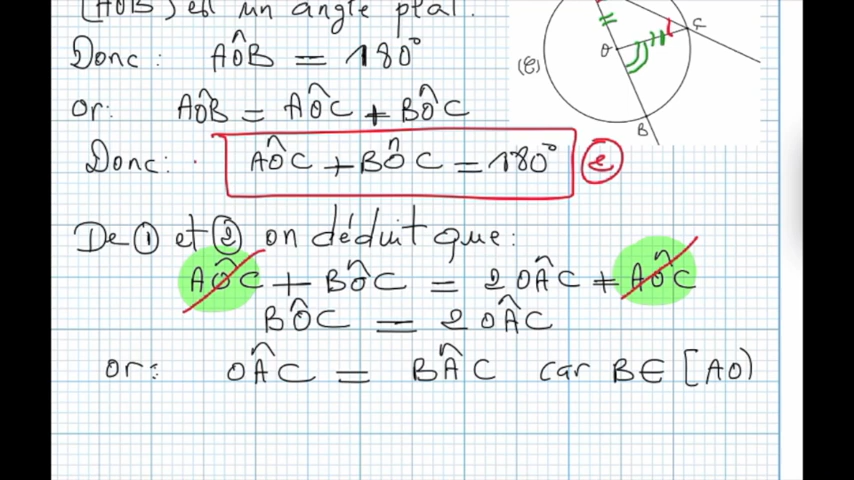 [AOB) est un angle plat.
Donc: AÔB = 180°
or: AÔB = AÔC + BÔC
Donc: AÔC + BÔC = 180° ②
De ① et ② on déduit que:
AÔC + BÔC = 2 OÂC + AÔC
BÔC = 2 OÂC
or: OÂC = BÂC car B∈ [AO)
(C)
O
C
B